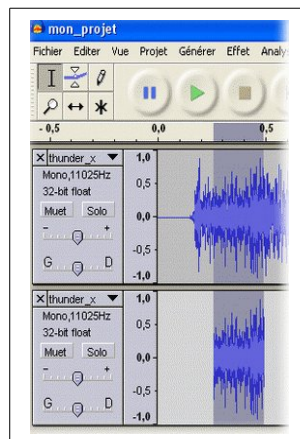 mon_projet
Fichier Editer Vue Projet Générer Effet Analys
- 0,5 0,0 0,5
thunder_x
Mono,11025Hz
32-bit float
Muet Solo
- +
G D
1,0
0,5
0,0
-0,5
-1,0
thunder_x
Mono,11025Hz
32-bit float
Muet Solo
- +
G D
1,0
0,5
0,0
-0,5
-1,0